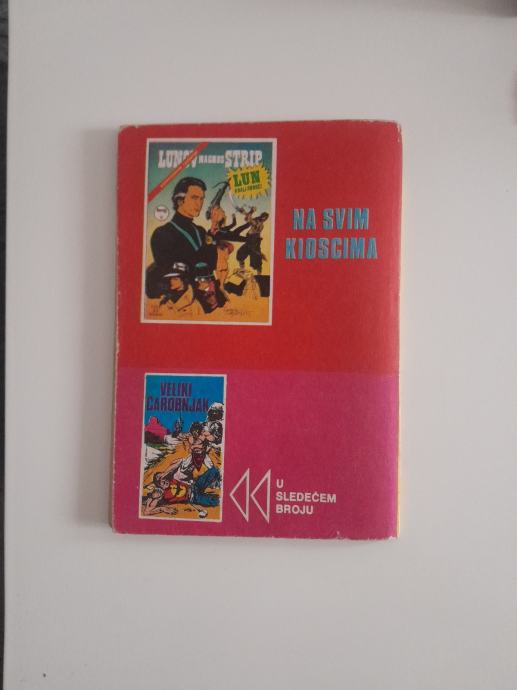 LUNOV MAGNUS STRIP
LUN
NA SVIM
KIOSCIMA
VELIKI
ČAROBNJAK
U
SLEDEĆEM
BROJU